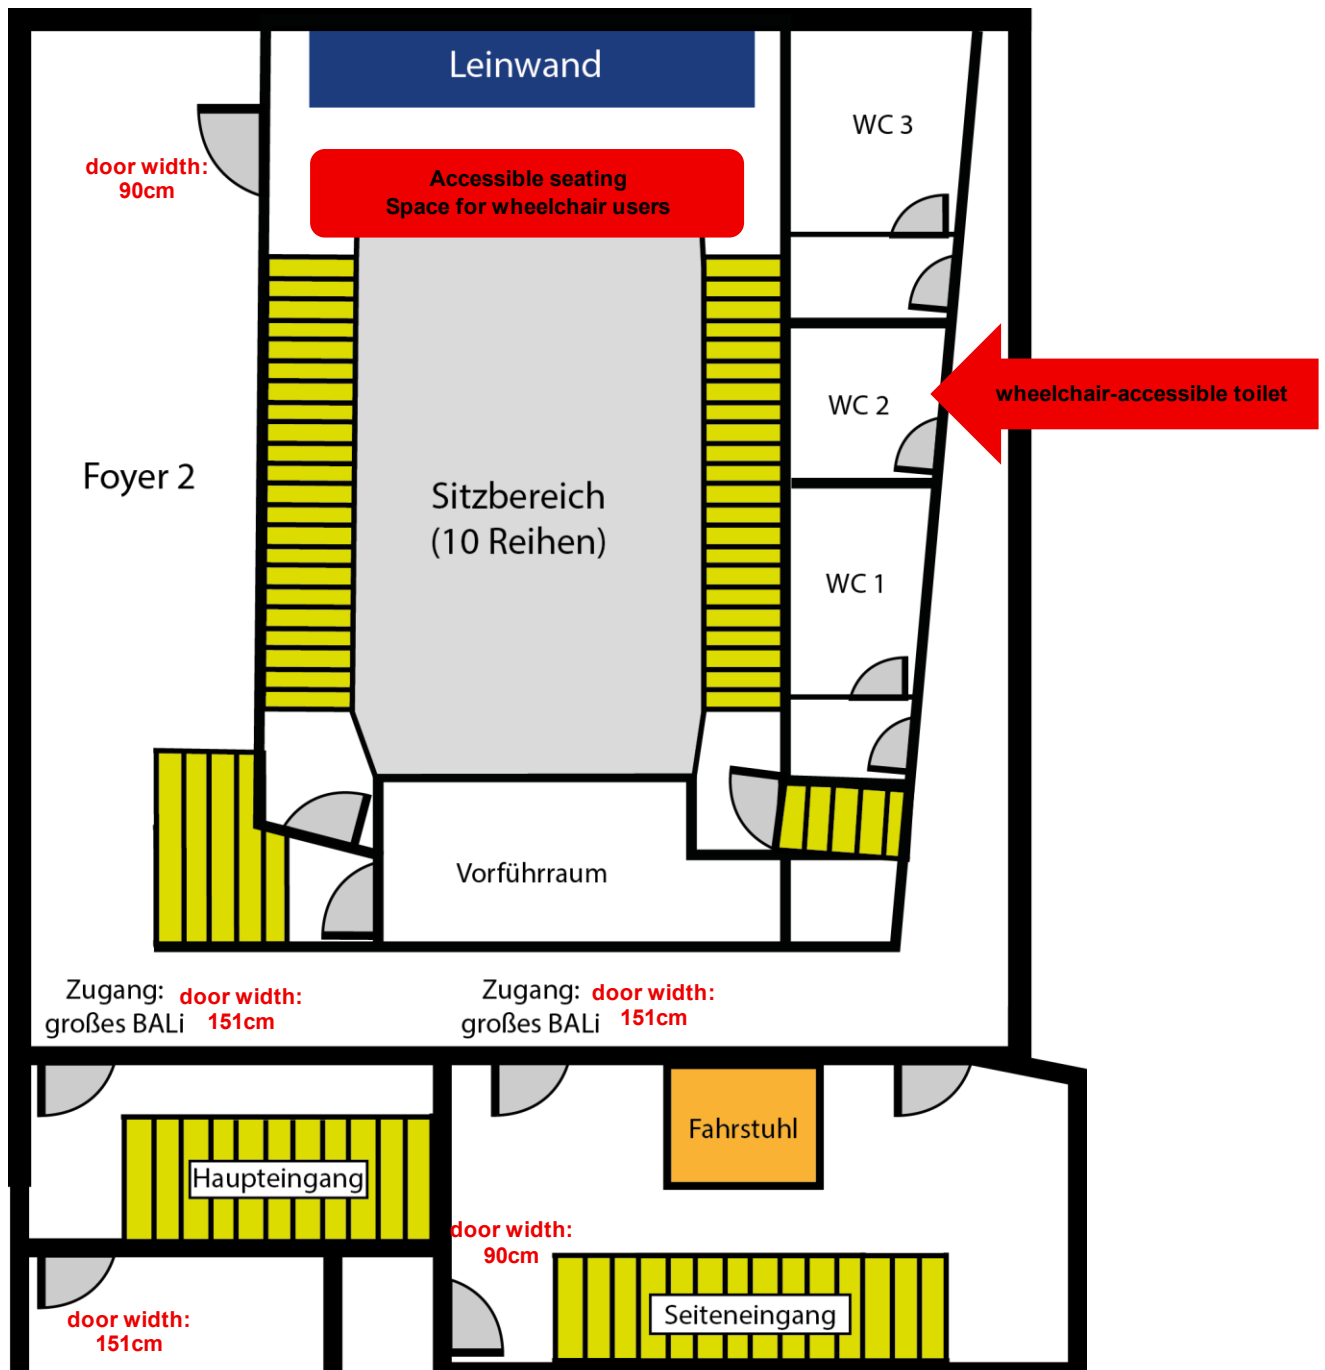 Leinwand
WC 3
door width:
90cm
Accessible seating
Space for wheelchair users
wheelchair-accessible toilet
WC 2
Foyer 2
Sitzbereich
(10 Reihen)
WC 1
Vorführraum
Zugang:
großes BALi
door width:
151cm
Zugang:
großes BALi
door width:
151cm
Fahrstuhl
Haupteingang
door width:
90cm
Seiteneingang
door width:
151cm